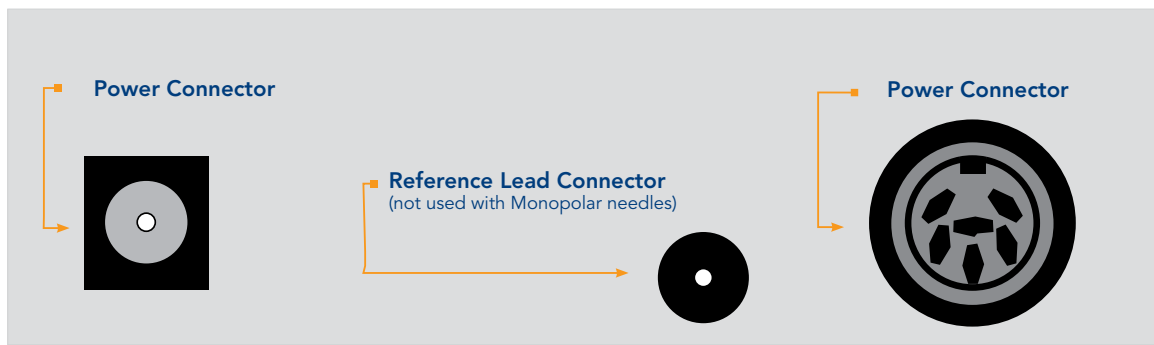 Power Connector
Reference Lead Connector
(not used with Monopolar needles)
Power Connector